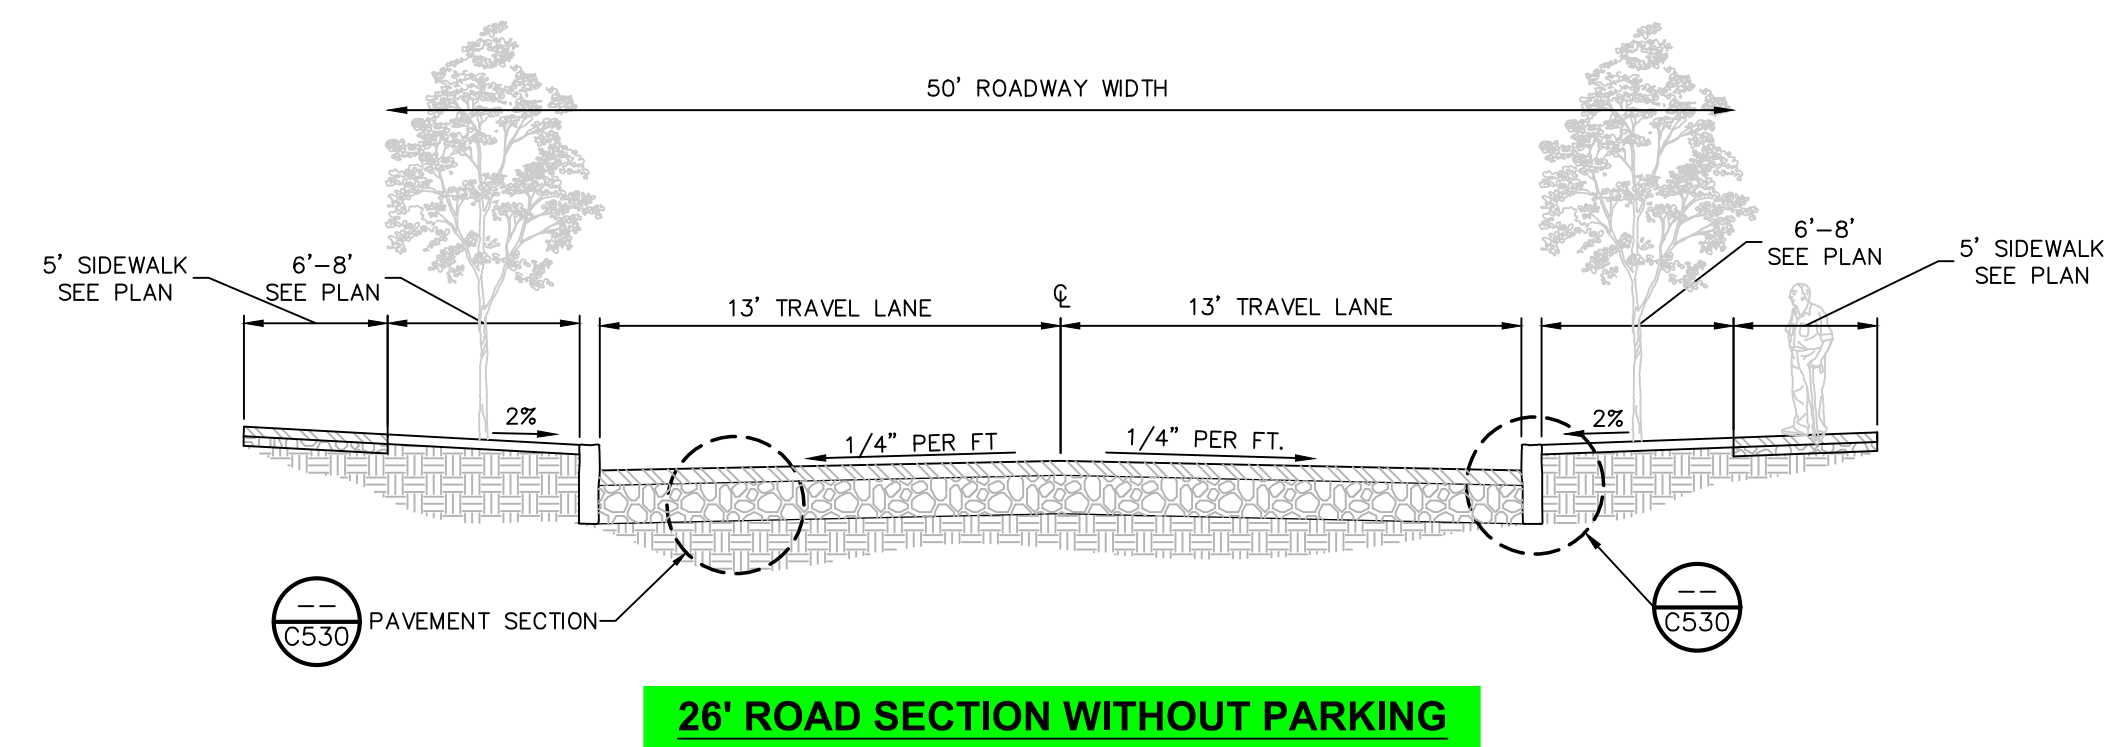 50' ROADWAY WIDTH
5' SIDEWALK
SEE PLAN
6'-8'
SEE PLAN
13' TRAVEL LANE
℄
13' TRAVEL LANE
6'-8'
SEE PLAN
5' SIDEWALK
SEE PLAN
2%
1/4" PER FT
1/4" PER FT.
2%
--
C530
PAVEMENT SECTION
--
C530
26' ROAD SECTION WITHOUT PARKING